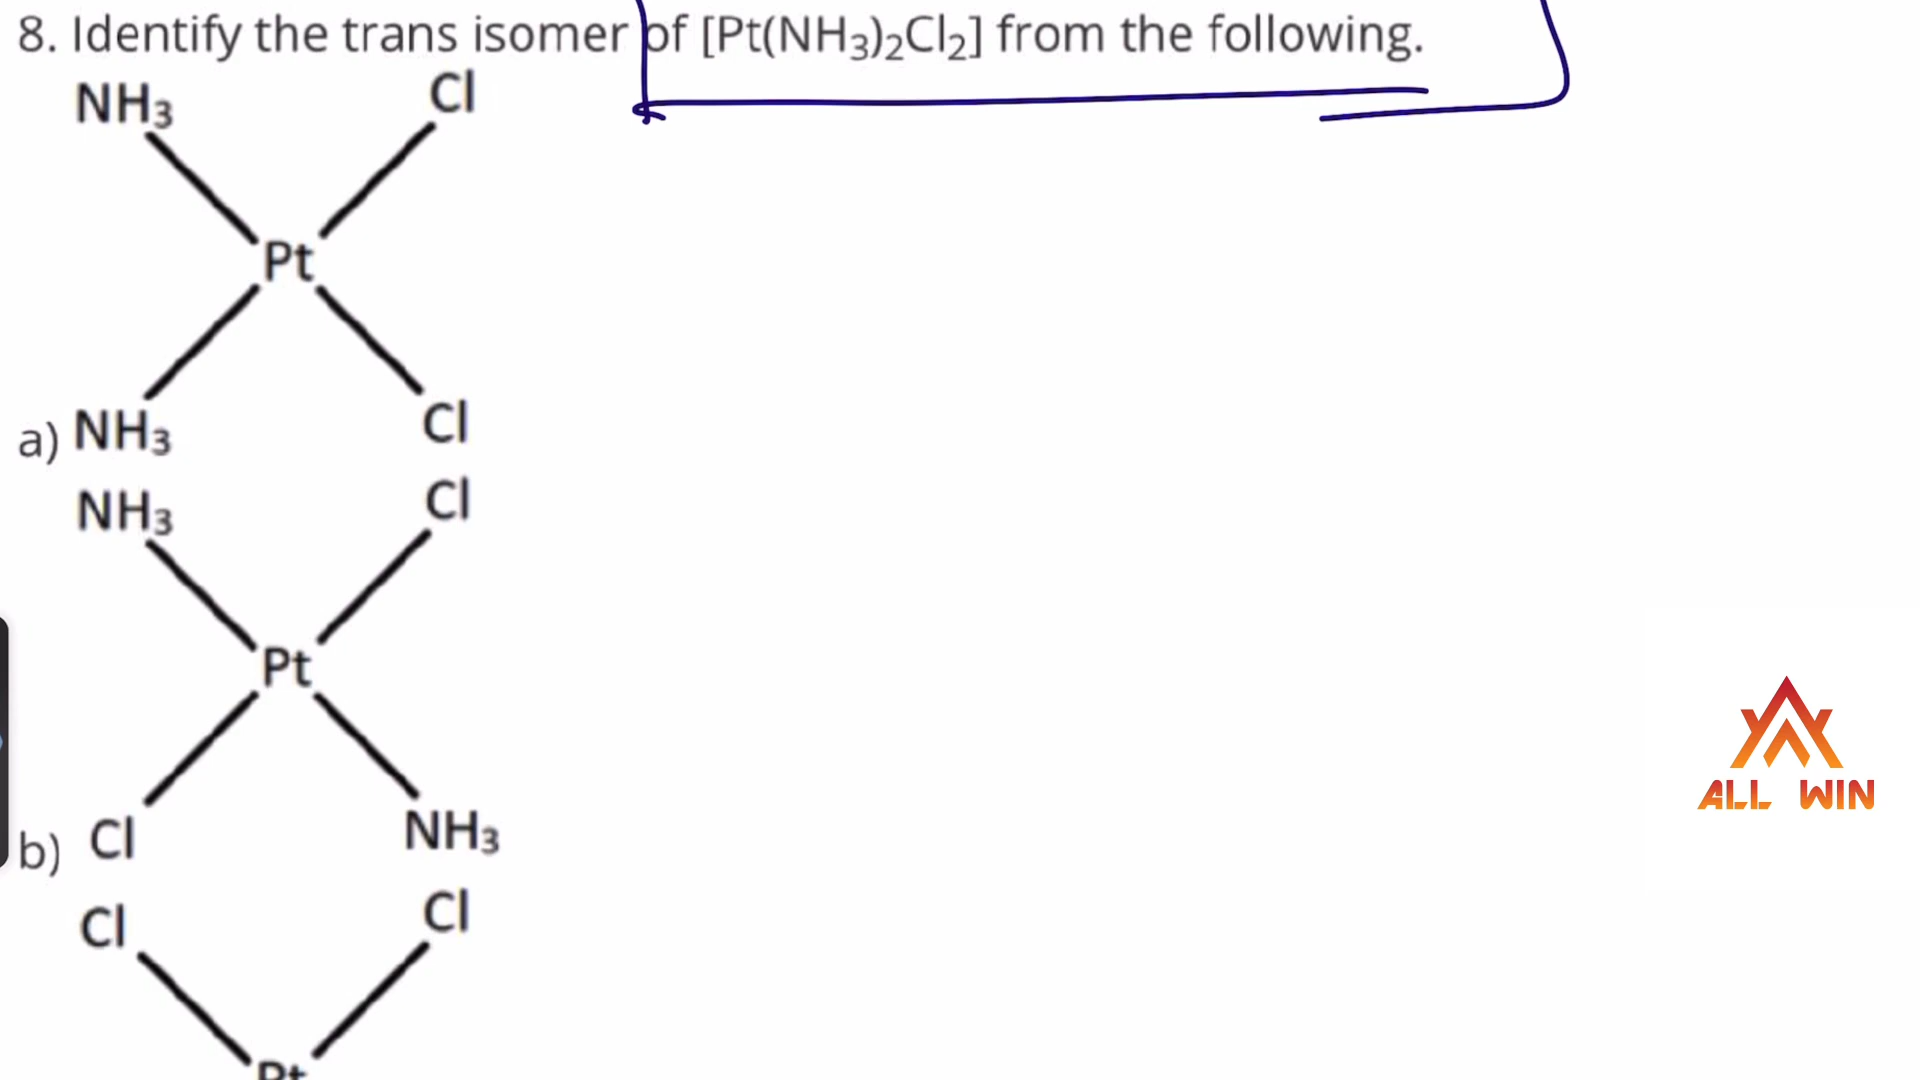 8. Identify the trans isomer of [Pt(NH₃)₂Cl₂] from the following.
NH₃ Cl
Pt
a) NH₃ Cl
NH₃ Cl
Pt
b) Cl NH₃
Cl Cl
Pt
ALL WIN